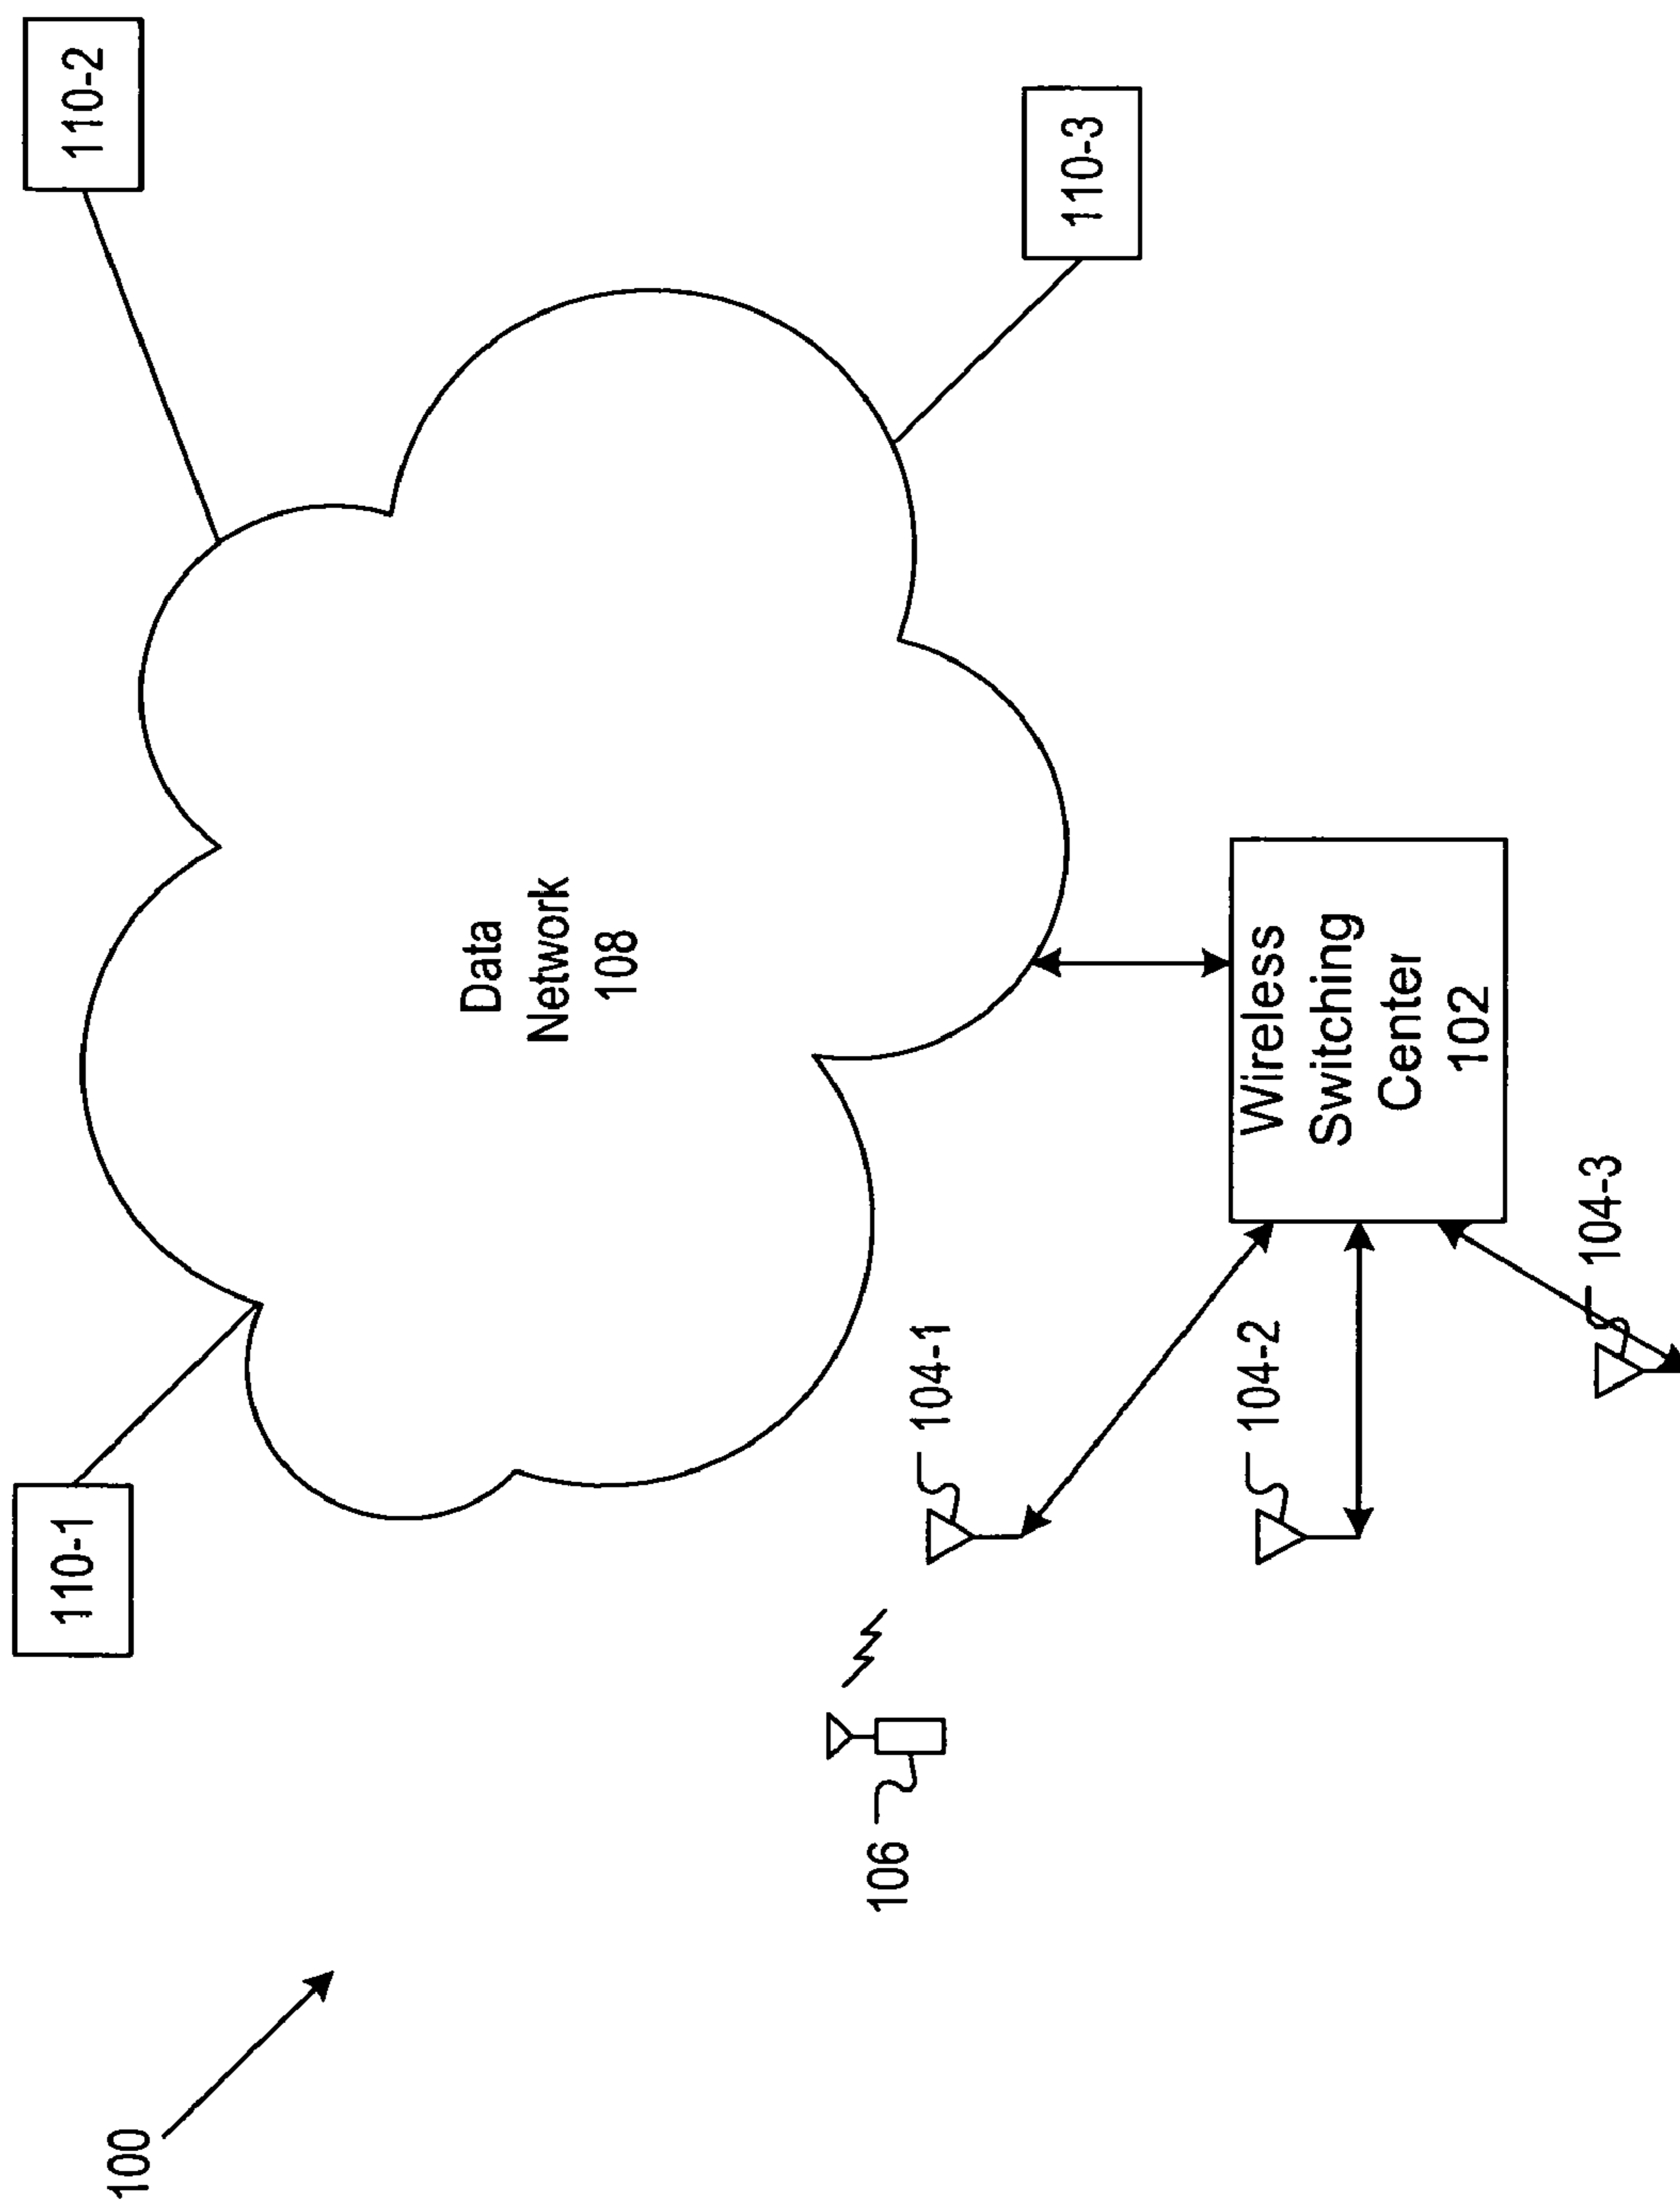 100
110-1
110-2
Data
Network
108
110-3
106
104-1
104-2
104-3
Wireless
Switching
Center
102